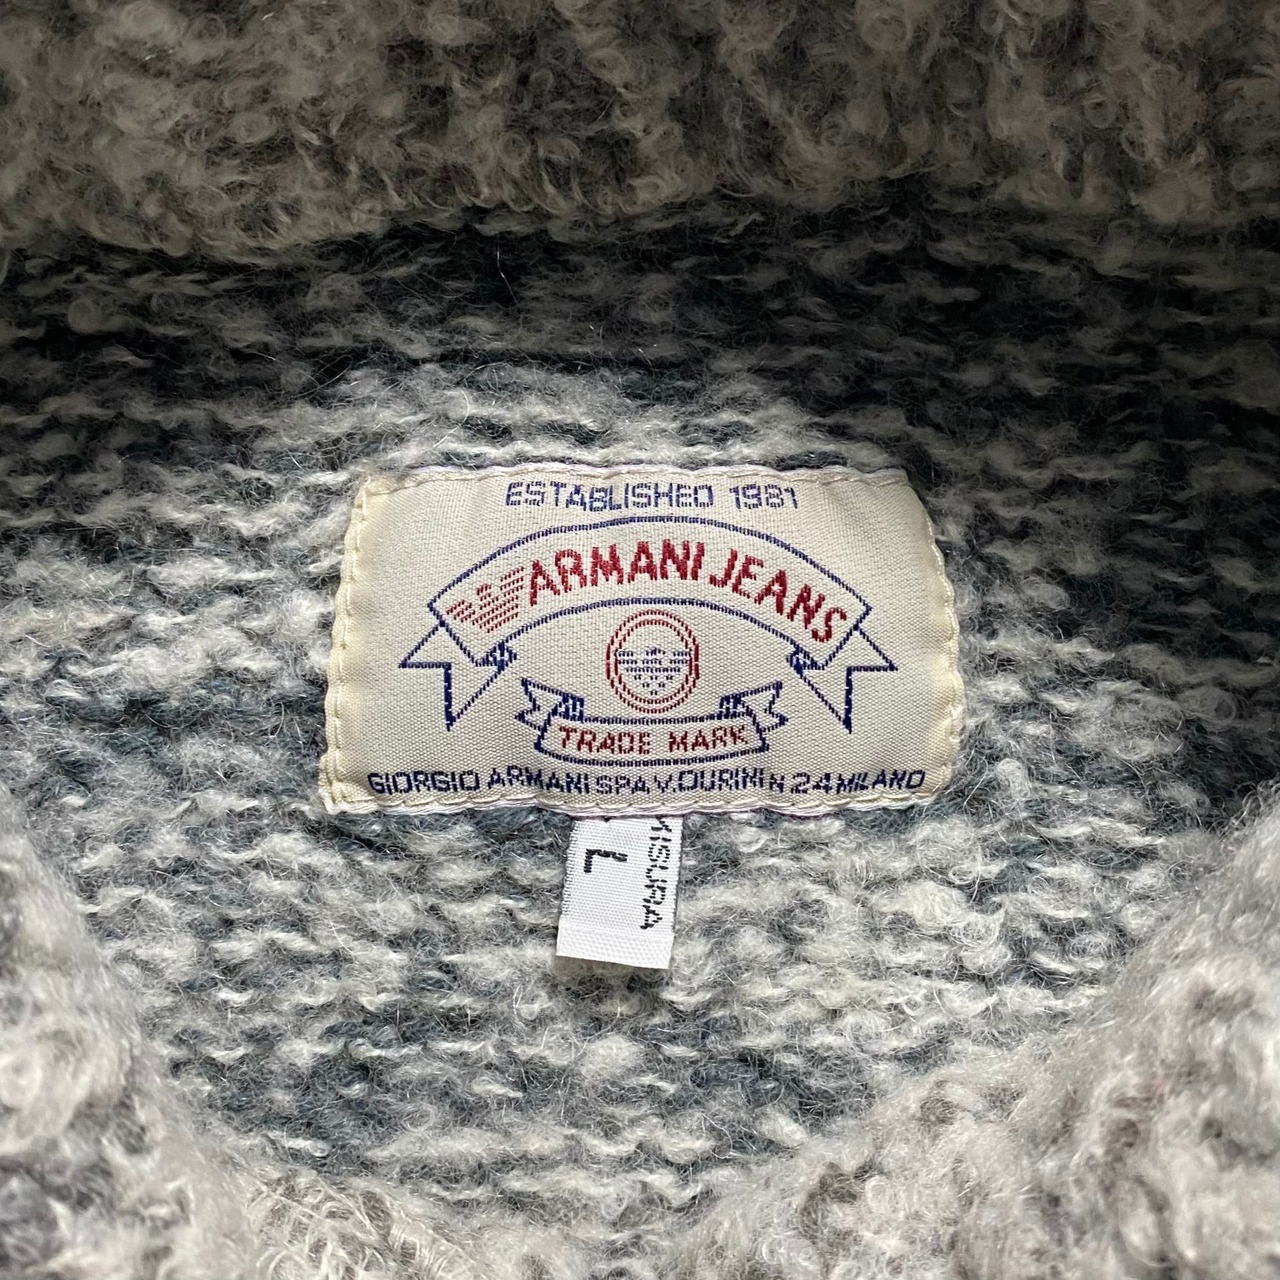 ESTABLISHED 1981
ARMANI JEANS
TRADE MARK
GIORGIO ARMANI SPA V. DURINI N 24 MILANO
MISURA
L